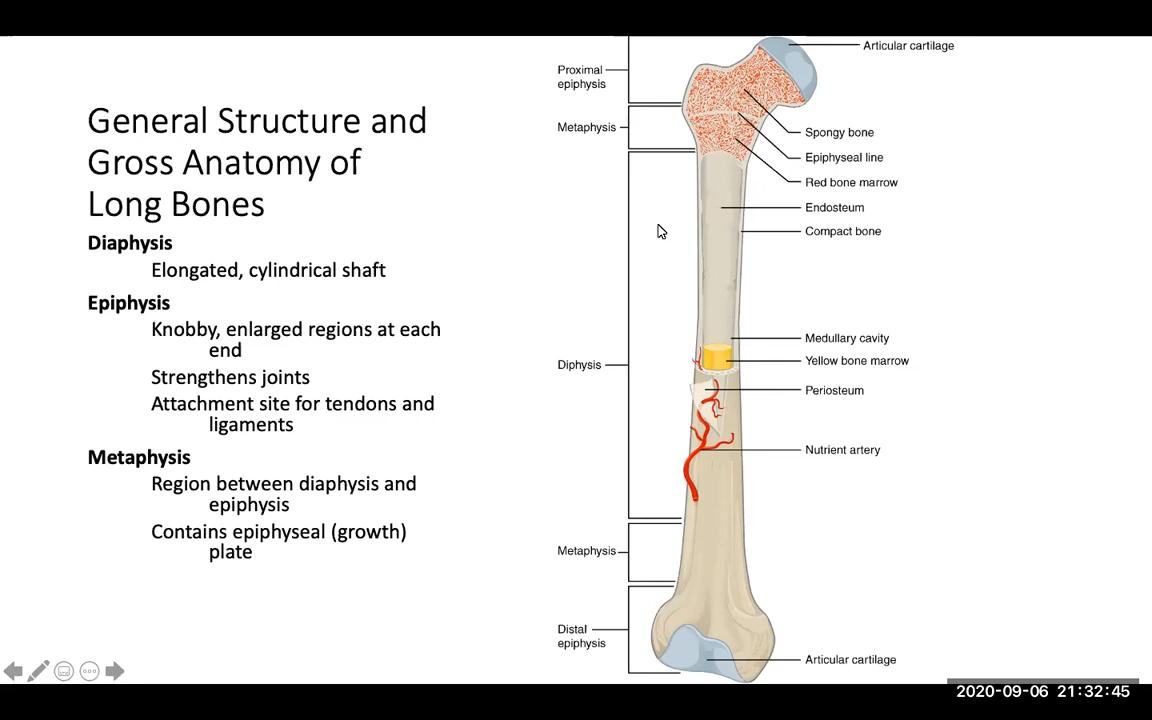 General Structure and
Gross Anatomy of
Long Bones
Diaphysis
Elongated, cylindrical shaft
Epiphysis
Knobby, enlarged regions at each
end
Strengthens joints
Attachment site for tendons and
ligaments
Metaphysis
Region between diaphysis and
epiphysis
Contains epiphyseal (growth)
plate
Proximal
epiphysis
Metaphysis
Diphysis
Metaphysis
Distal
epiphysis
Articular cartilage
Spongy bone
Epiphyseal line
Red bone marrow
Endosteum
Compact bone
Medullary cavity
Yellow bone marrow
Periosteum
Nutrient artery
Articular cartilage
2020-09-06 21:32:45